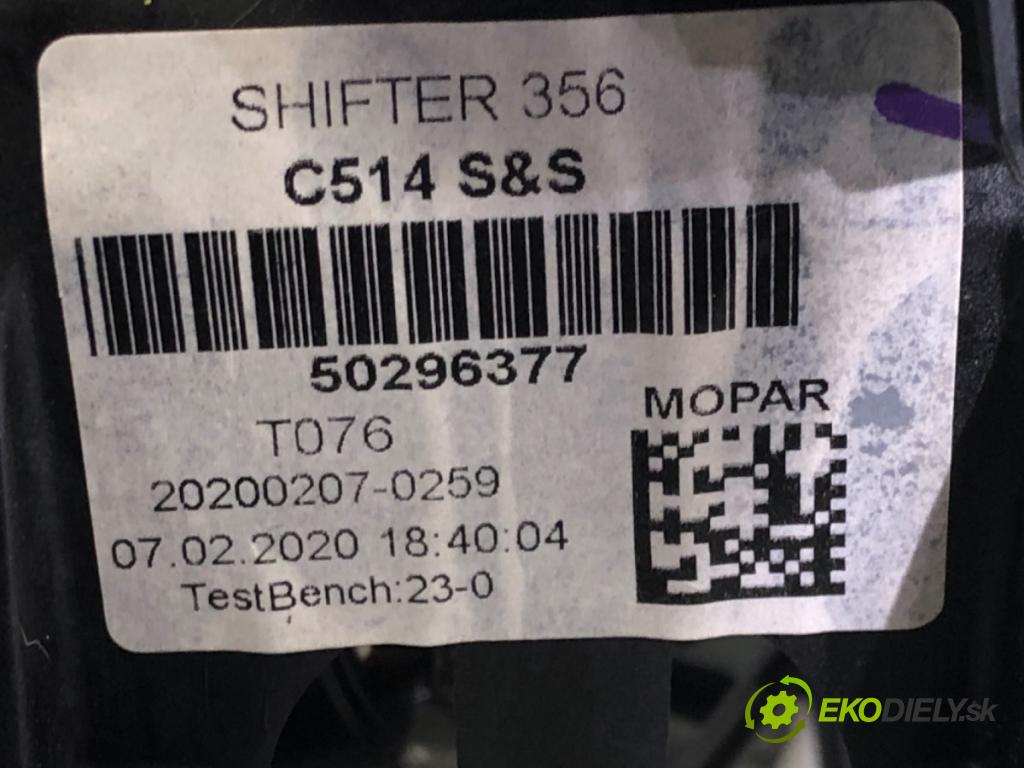 SHIFTER 356
C514 S&S
50296377
MOPAR
T076
20200207-0259
07.02.2020 18:40:04
TestBench:23-0
EKODIELY.sk